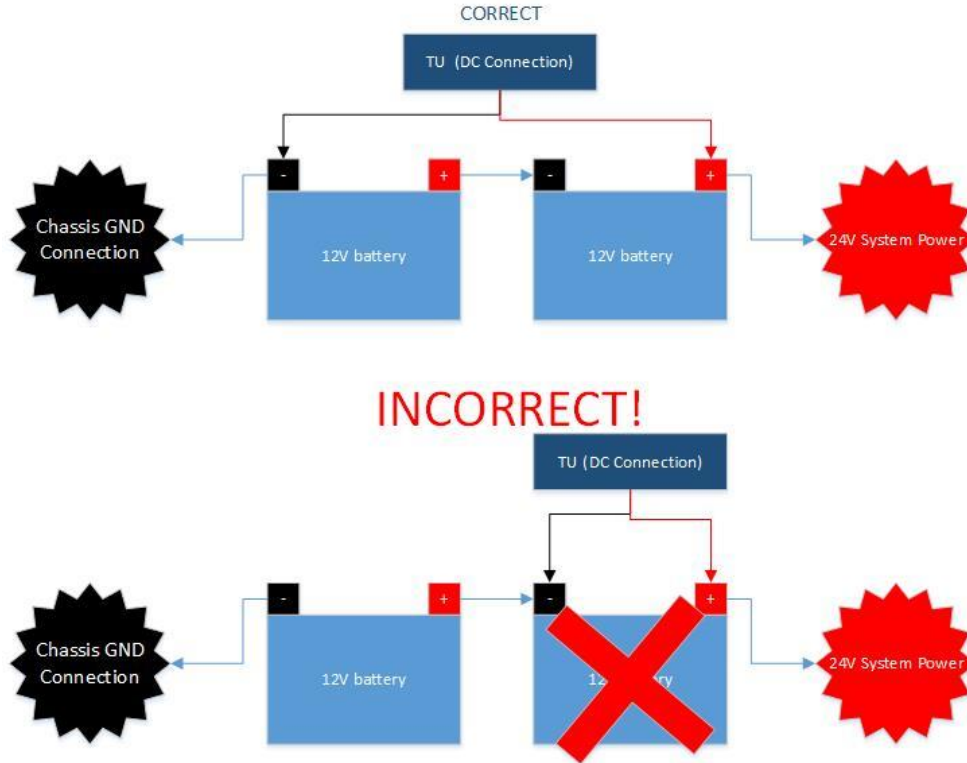 CORRECT
TU (DC Connection)
-
+
-
+
Chassis GND
Connection
12V battery
12V battery
24V System Power
INCORRECT!
TU (DC Connection)
-
+
-
+
Chassis GND
Connection
12V battery
24V System Power